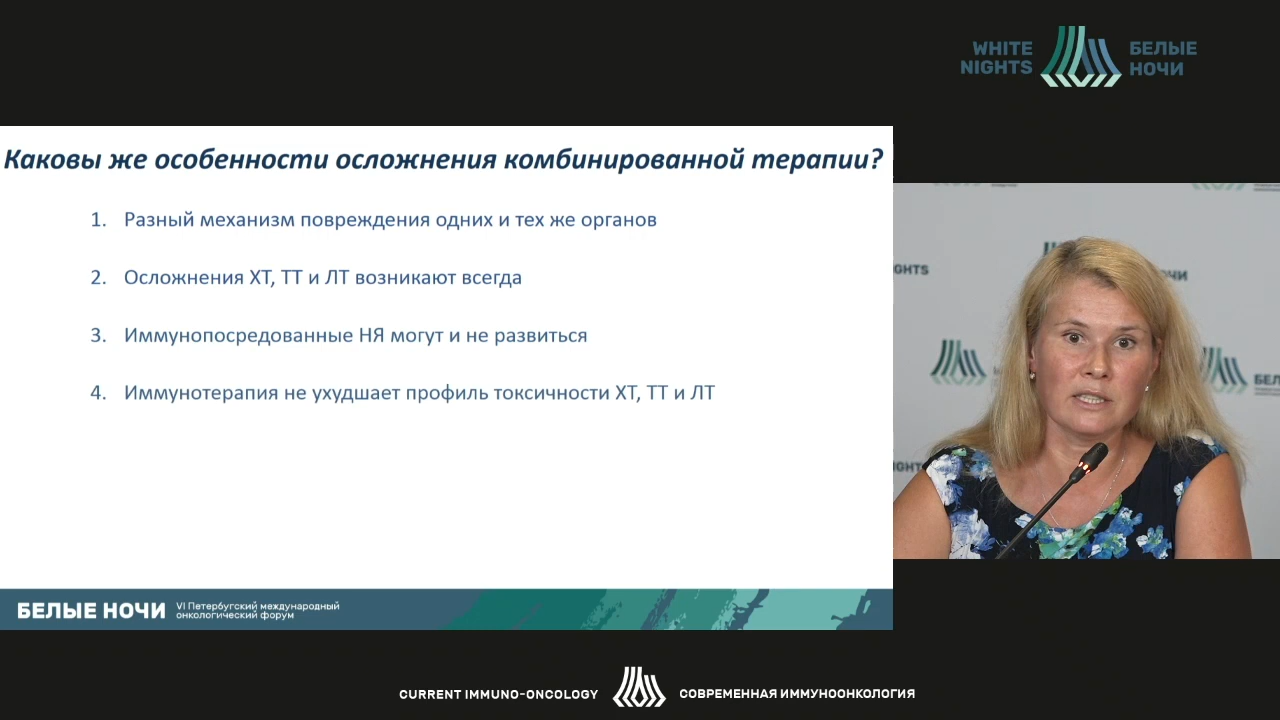 WHITE
NIGHTS
БЕЛЫЕ
НОЧИ
Каковы же особенности осложнения комбинированной терапии?
1. Разный механизм повреждения одних и тех же органов
2. Осложнения ХТ, ТТ и ЛТ возникают всегда
3. Иммунопосредованные НЯ могут и не развиться
4. Иммунотерапия не ухудшает профиль токсичности ХТ, ТТ и ЛТ
БЕЛЫЕ НОЧИ
VI Петербугский международный
онкологический форум
CURRENT IMMUNO-ONCOLOGY
СОВРЕМЕННАЯ ИММУНООНКОЛОГИЯ